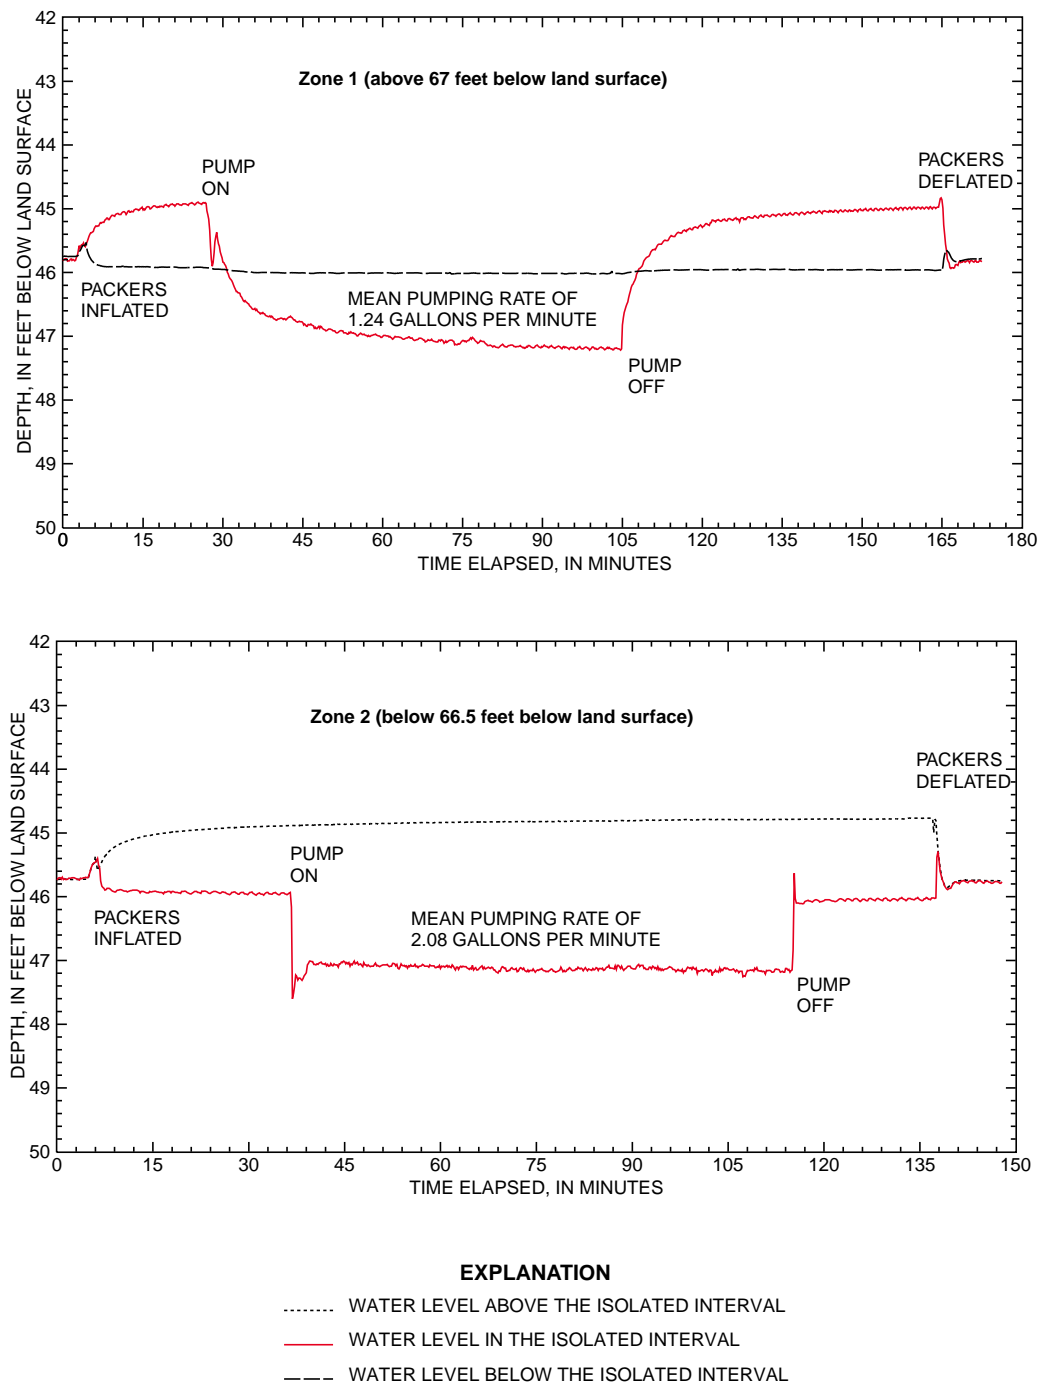 42
43
44
45
46
47
48
49
50
DEPTH, IN FEET BELOW LAND SURFACE
Zone 1 (above 67 feet below land surface)
PUMP
ON
PACKERS
DEFLATED
PACKERS
INFLATED
MEAN PUMPING RATE OF
1.24 GALLONS PER MINUTE
PUMP
OFF
0 15 30 45 60 75 90 105 120 135 150 165 180
TIME ELAPSED, IN MINUTES
42
43
44
45
46
47
48
49
50
DEPTH, IN FEET BELOW LAND SURFACE
Zone 2 (below 66.5 feet below land surface)
PACKERS
DEFLATED
PUMP
ON
PACKERS
INFLATED
MEAN PUMPING RATE OF
2.08 GALLONS PER MINUTE
PUMP
OFF
0 15 30 45 60 75 90 105 120 135 150
TIME ELAPSED, IN MINUTES
EXPLANATION
WATER LEVEL ABOVE THE ISOLATED INTERVAL
WATER LEVEL IN THE ISOLATED INTERVAL
WATER LEVEL BELOW THE ISOLATED INTERVAL